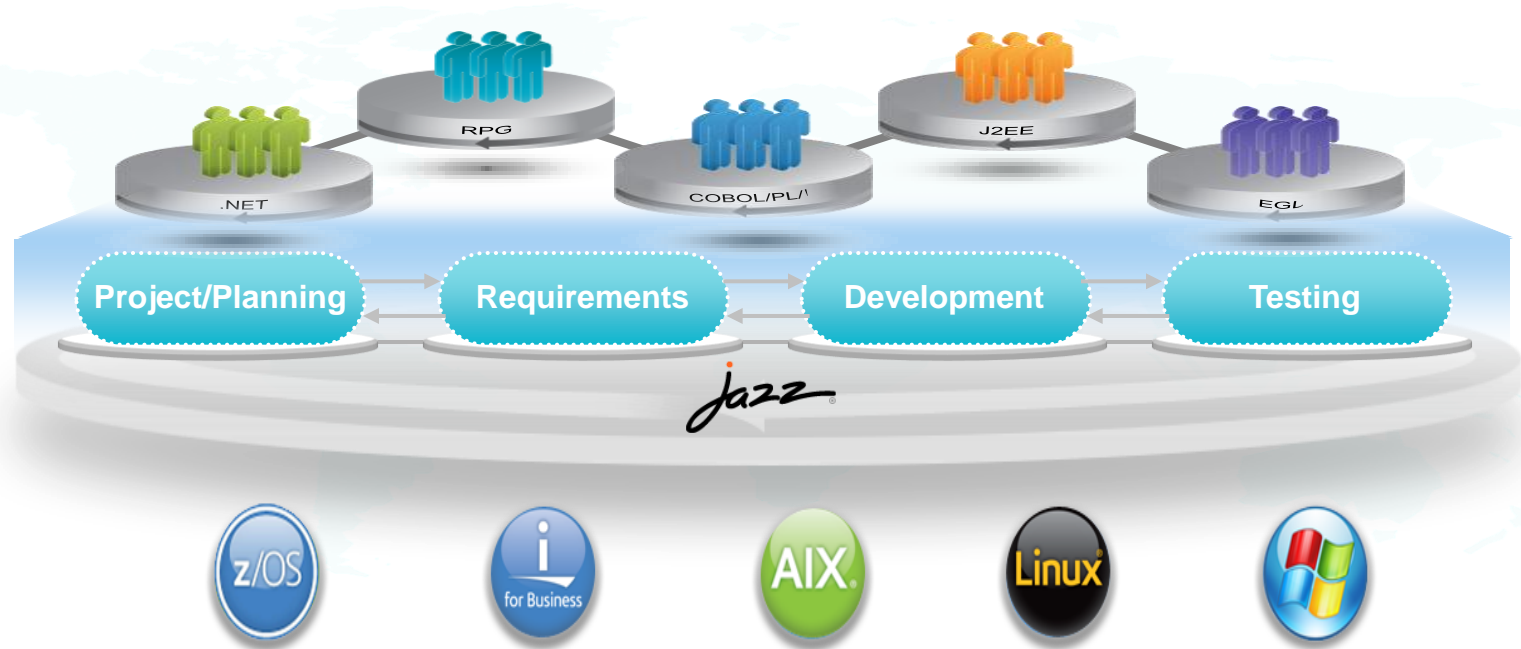 RPG
J2EE
.NET
COBOL/PL/
EGL
Project/Planning
Requirements
Development
Testing
jazz
®
z/OS
i
for Business
AIX®
Linux®